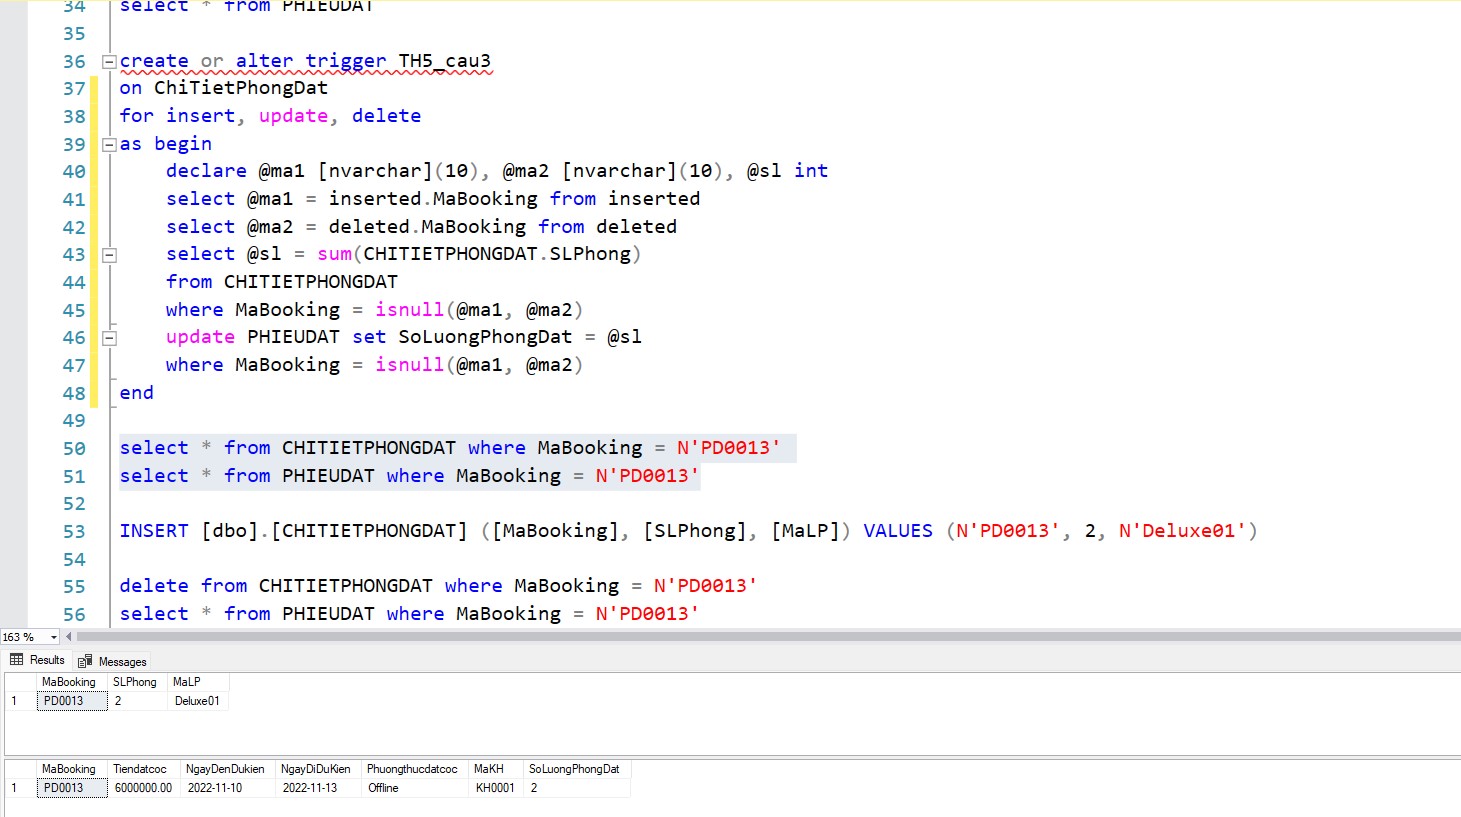 34 select * from PHIEUDAT
35
36 create or alter trigger TH5_cau3
37 on ChiTietPhongDat
38 for insert, update, delete
39 as begin
40 declare @ma1 [nvarchar](10), @ma2 [nvarchar](10), @sl int
41 select @ma1 = inserted.MaBooking from inserted
42 select @ma2 = deleted.MaBooking from deleted
43 select @sl = sum(CHITIETPHONGDAT.SLPhong)
44 from CHITIETPHONGDAT
45 where MaBooking = isnull(@ma1, @ma2)
46 update PHIEUDAT set SoLuongPhongDat = @sl
47 where MaBooking = isnull(@ma1, @ma2)
48 end
49
50 select * from CHITIETPHONGDAT where MaBooking = N'PD0013'
51 select * from PHIEUDAT where MaBooking = N'PD0013'
52
53 INSERT [dbo].[CHITIETPHONGDAT] ([MaBooking], [SLPhong], [MaLP]) VALUES (N'PD0013', 2, N'Deluxe01')
54
55 delete from CHITIETPHONGDAT where MaBooking = N'PD0013'
56 select * from PHIEUDAT where MaBooking = N'PD0013'
163 %
Results Messages
MaBooking SLPhong MaLP
1 PD0013 2 Deluxe01
MaBooking Tiendatcoc NgayDenDukien NgayDiDuKien Phuongthucdatcoc MaKH SoLuongPhongDat
1 PD0013 6000000.00 2022-11-10 2022-11-13 Offline KH0001 2